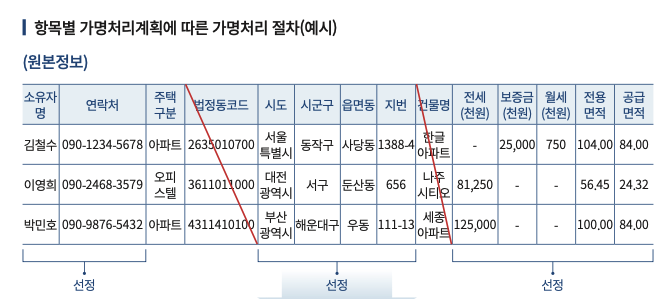 항목별 가명처리계획에 따른 가명처리 절차(예시)
(원본정보)
소유자명 연락처 주택구분 법정동코드 시도 시군구 읍면동 지번 건물명 전세(천원) 보증금(천원) 월세(천원) 전용면적 공급면적
김철수 090-1234-5678 아파트 2635010700 서울특별시 동작구 사당동 1388-4 한글아파트 - 25,000 750 104,00 84,00
이영희 090-2468-3579 오피스텔 3611011000 대전광역시 서구 둔산동 656 나주시티오 81,250 - - 56,45 24,32
박민호 090-9876-5432 아파트 4311410100 부산광역시 해운대구 우동 111-13 세종아파트 125,000 - - 100,00 84,00
선정 선정 선정